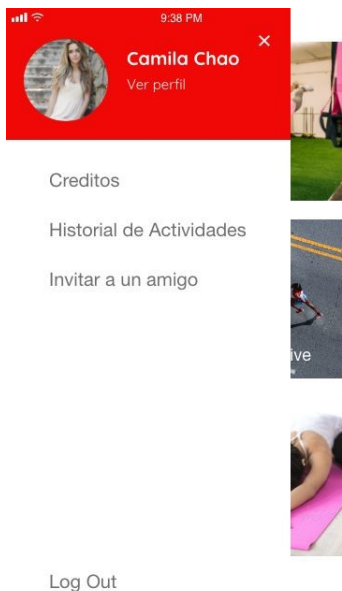 9:38 PM
Camila Chao
Ver perfil
Creditos
Historial de Actividades
Invitar a un amigo
ive
Log Out